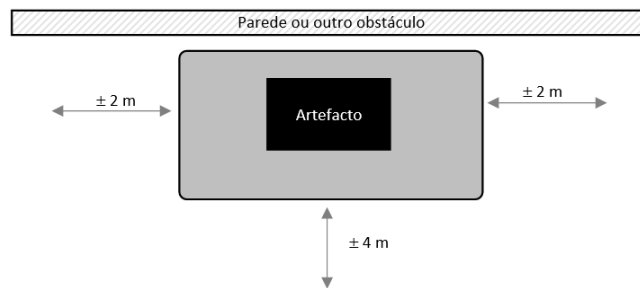 Parede ou outro obstáculo
± 2 m
± 2 m
Artefacto
± 4 m